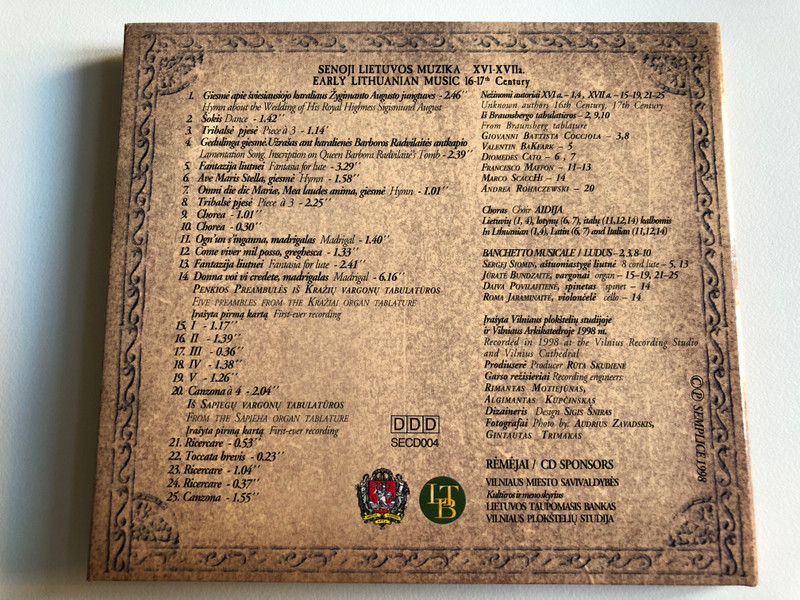 SENOJI LIETUVOS MUZIKA XVI-XVIIa.
EARLY LITHUANIAN MUSIC 16-17th Century
1. Giesmė apie šviesiausiojo karaliaus Žygimanto Augusto jungtuves - 2.46''
Hymn about the Wedding of His Royal Highness Sigismund August
2. Šokis Dance - 1.42''
3. Tribalsė pjesė Piece à 3 - 1.14'
4. Gedulinga giesmė. Užrašas ant karalienės Barboros Radvilaitės antkapio
Lamentation Song. Inscription on Queen Barbora Radvilaitė's Tomb - 2.39''
5. Fantazija liutnei Fantasia for lute - 3.29''
6. Ave Maris Stella, giesmė Hymn - 1.58''
7. Omni die dic Mariæ, Mea laudes anima, giesmė Hymn - 1.01''
8. Tribalsė pjesė Piece à 3 - 2.25''
9. Chorea - 1.01''
10. Chorea - 0.30''
11. Ogn un s'inganna, madrigalas Madrigal - 1.40''
12. Come viver mil posso, greghesca - 1.33''
13. Fantazija liutnei Fantasia for lute - 2.41''
14. Donna voi vi credete, madrigalas Madrigal - 6.16''
PENKIOS PREAMBULĖS IŠ KRAŽIŲ VARGONŲ TABULATŪROS
FIVE PREAMBLES FROM THE KRAŽIAI ORGAN TABLATURE
Įrašyta pirmą kartą First-ever recording
15. I - 1.17''
16. II - 1.39''
17. III - 0.36''
18. IV - 1.38''
19. V - 1.26''
20. Canzona à 4 - 2.04''
IŠ SAPIEGŲ VARGONŲ TABULATŪROS
FROM THE SAPIEHA ORGAN TABLATURE
Įrašyta pirmą kartą First-ever recording
21. Ricercare - 0.53''
22. Toccata brevis - 0.23''
23. Ricercare - 1.04''
24. Ricercare - 0.37''
25. Canzona - 1.55''
DDD
SECD004
LTB
Nežinomi autoriai XVI a. - 1,4, XVII a. - 15-19, 21-25
Unknown authors 16th Century, 17th Century
Iš Braunsbergo tabulatūros - 2, 9,10
From Braunsberg tablature
GIOVANNI BATTISTA COCCIOLA - 3,8
VALENTIN BAKFARK - 5
DIOMEDES CATO - 6, 7
FRANCESCO MAFFON - 11-13
MARCO SCACCHI - 14
ANDREA ROHACZEWSKI - 20
Choras Choir AIDIJA
Lietuvių (1, 4), lotynų (6, 7), italų (11,12,14) kalbomis
In Lthuanian (1,4), Latin (6, 7) and Italian (11,12,14)
BANCHETTO MUSICALE / LUDUS - 2, 3, 8-10
SERGEJ SIOMIN, aštuoniastygė liutnė 8 cord lute - 5, 13
JŪRATĖ BUNDZAITĖ, vargonai organ - 15-19, 21-25
DAIVA POVILAITIENĖ, spinetas spinet - 14
ROMA JARAMINAITĖ, violončelė cello - 14
Įrašyta Vilniaus plokštelių studijoje
ir Vilniaus Arkikatedroje 1998 m.
Recorded in 1998 at the Vilnius Recording Studio
and Vilnius Cathedral
Prodiuserė Producer RŪTA SKUDIENĖ
Garso režisieriai Recording engineers:
RIMANTAS MOTIEJŪNAS,
ALGIMANTAS KUPČINSKAS
Dizaineris Design SIGIS ŠNIRAS
Fotografai Photo by: AUDRIUS ZAVADSKIS,
GINTAUTAS TRIMAKAS
RĖMĖJAI / CD SPONSORS
VILNIAUS MIESTO SAVIVALDYBĖS
Kultūros ir meno skyrius
LIETUVOS TAUPOMASIS BANKAS
VILNIAUS PLOKŠTELIŲ STUDIJA
©℗ SEMPLICE 1998